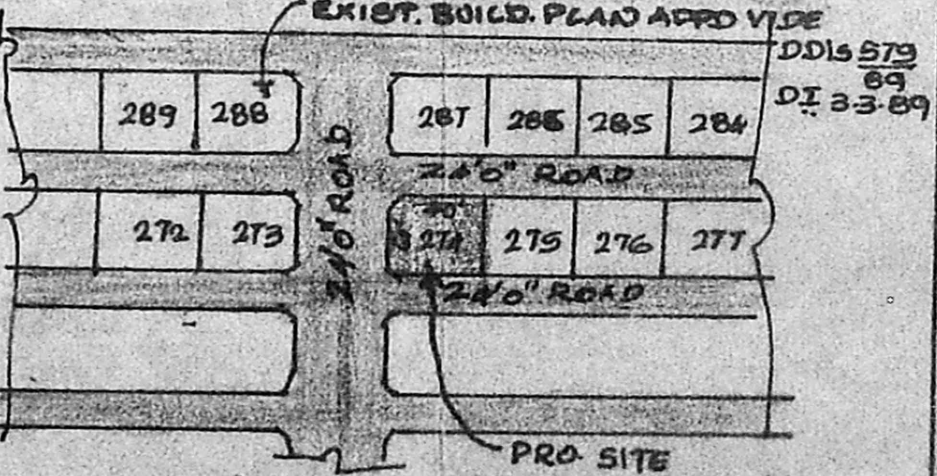 EXIST. BUILD. PLAN APPD VIDE
DDIS 579
89
DT 3-3-89
289 288 287 286 285 284
24'0" ROAD
24'0" ROAD
272 273 274 275 276 277
24'0" ROAD
PRO. SITE